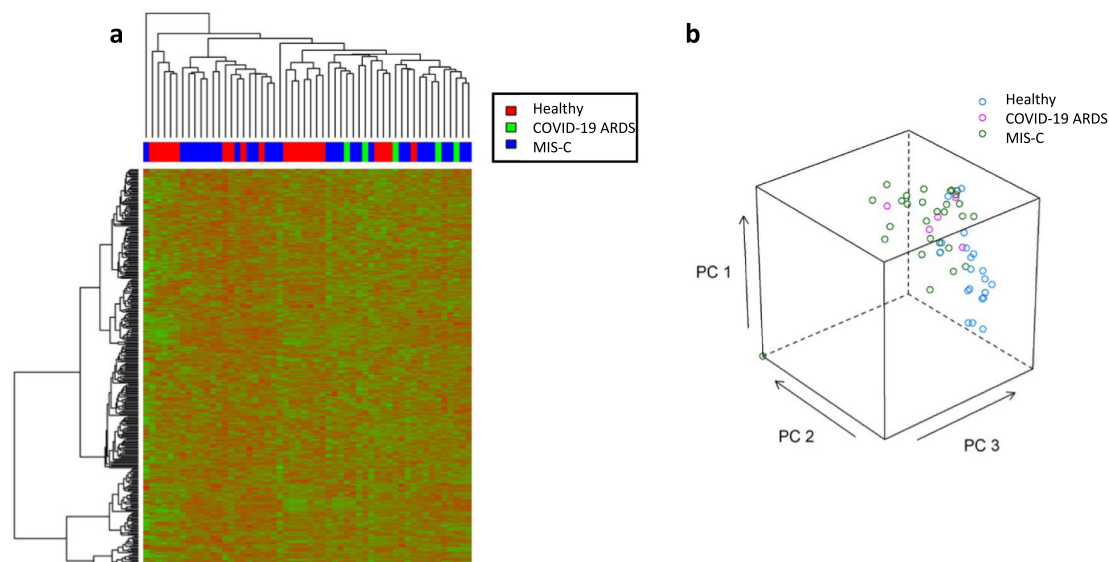 a
Healthy
COVID-19 ARDS
MIS-C
b
Healthy
COVID-19 ARDS
MIS-C
PC 1
PC 2
PC 3